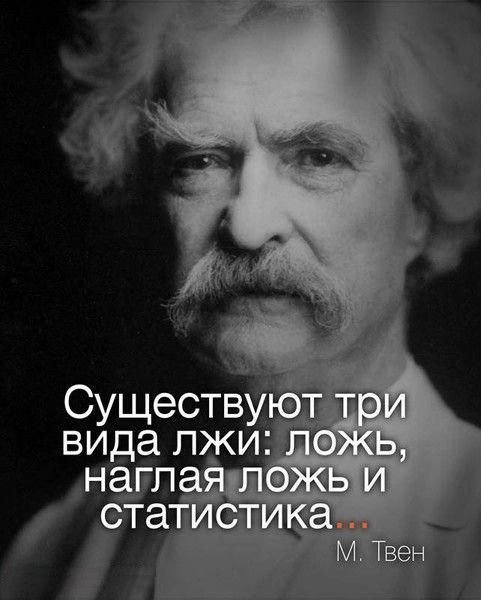 Существуют три
вида лжи: ложь,
наглая ложь и
статистика...
М. Твен